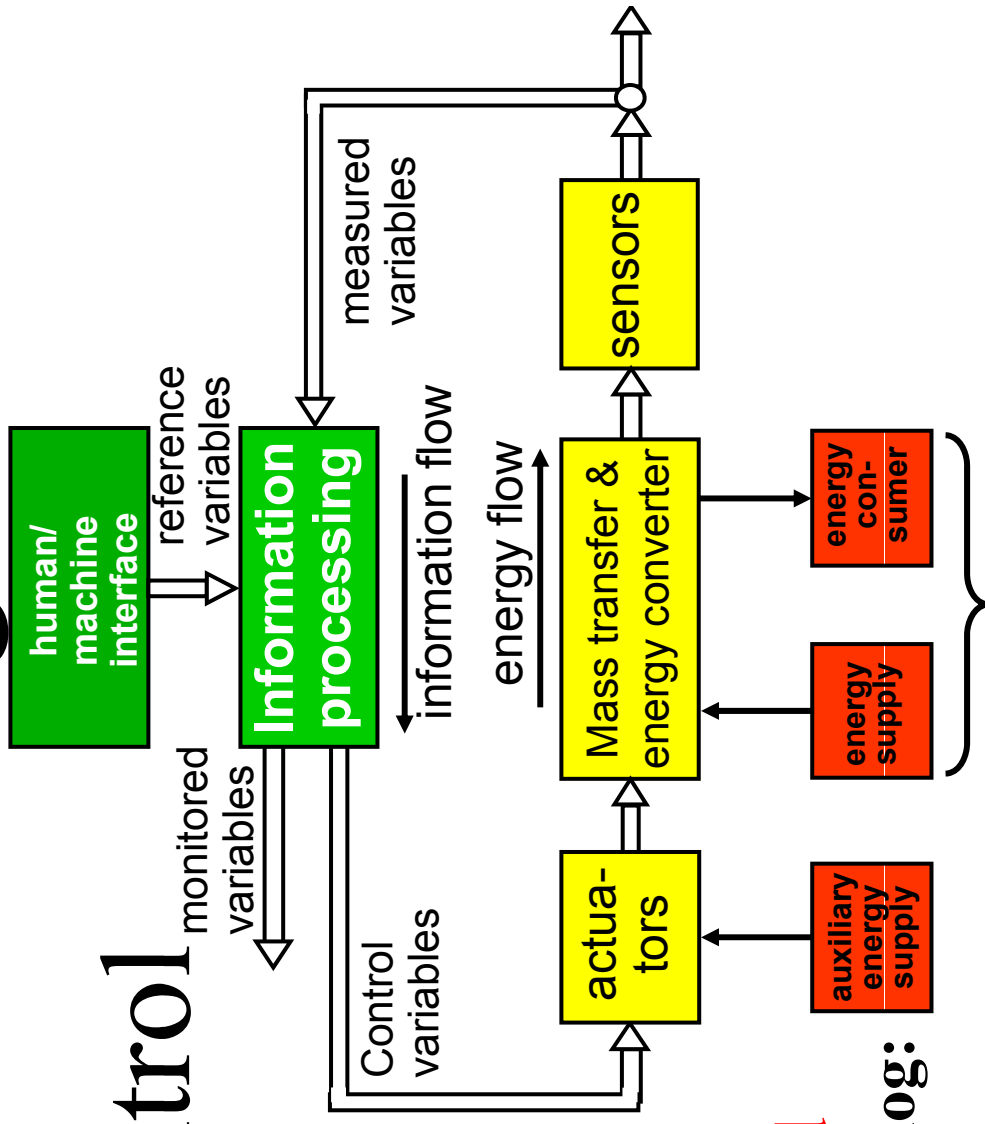 trol
human/
machine
interface
reference
variables
monitored
variables
Information
processing
measured
variables
Control
variables
information flow
energy flow
actua-
tors
Mass transfer &
energy converter
sensors
auxiliary
energy
supply
energy
supply
energy
con-
sumer
og: